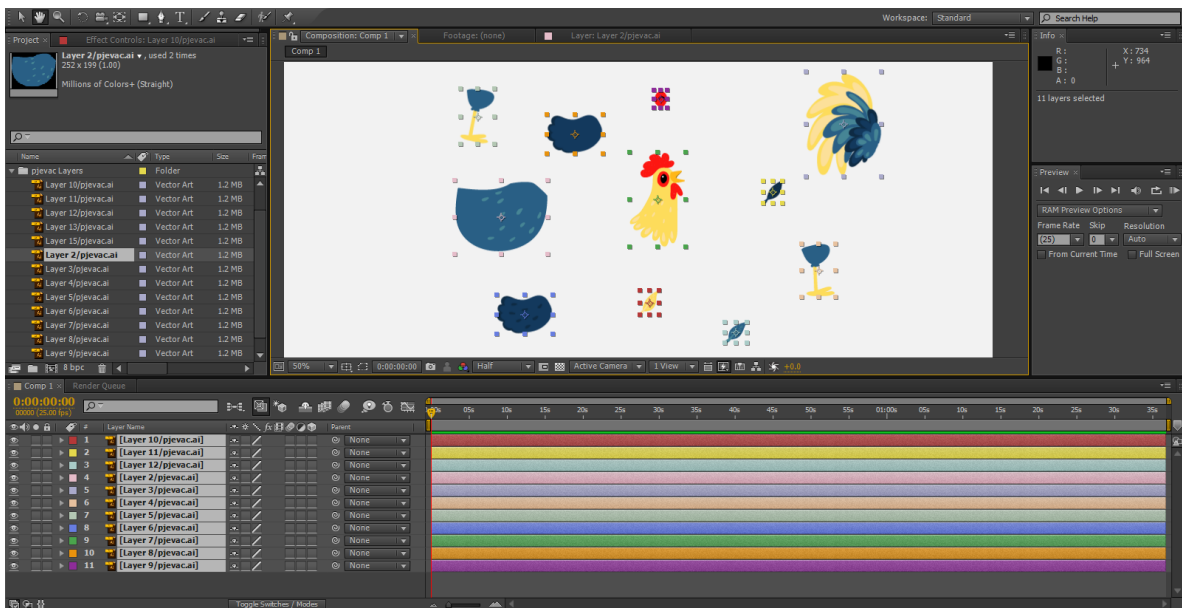 Workspace: Standard
Search Help
Project ×
Effect Controls: Layer 10/pjevac.ai
Composition: Comp 1
Footage: (none)
Layer: Layer 2/pjevac.ai
Info ×
Layer 2/pjevac.ai ▾, used 2 times
252 x 199 (1.00)
Millions of Colors+ (Straight)
Comp 1
R :
G :
B :
A : 0
X : 734
Y : 964
11 layers selected
Name Type Size Fram
pjevac Layers Folder
Layer 10/pjevac.ai Vector Art 1.2 MB
Layer 11/pjevac.ai Vector Art 1.2 MB
Layer 12/pjevac.ai Vector Art 1.2 MB
Layer 13/pjevac.ai Vector Art 1.2 MB
Layer 15/pjevac.ai Vector Art 1.2 MB
Layer 2/pjevac.ai Vector Art 1.2 MB
Layer 3/pjevac.ai Vector Art 1.2 MB
Layer 4/pjevac.ai Vector Art 1.2 MB
Layer 5/pjevac.ai Vector Art 1.2 MB
Layer 6/pjevac.ai Vector Art 1.2 MB
Layer 7/pjevac.ai Vector Art 1.2 MB
Layer 8/pjevac.ai Vector Art 1.2 MB
Layer 9/pjevac.ai Vector Art 1.2 MB
8 bpc
Preview ×
RAM Preview Options
Frame Rate Skip Resolution
(25) 0 Auto
From Current Time Full Screen
50% 0:00:00:00 Half Active Camera 1 View +0.0
Comp 1 × Render Queue
0:00:00:00
00000 (25.00 fps)
05s 10s 15s 20s 25s 30s 35s 40s 45s 50s 55s 01:00s 05s 10s 15s 20s 25s 30s 35s
# Layer Name Parent
1 [Layer 10/pjevac.ai] None
2 [Layer 11/pjevac.ai] None
3 [Layer 12/pjevac.ai] None
4 [Layer 2/pjevac.ai] None
5 [Layer 3/pjevac.ai] None
6 [Layer 4/pjevac.ai] None
7 [Layer 5/pjevac.ai] None
8 [Layer 6/pjevac.ai] None
9 [Layer 7/pjevac.ai] None
10 [Layer 8/pjevac.ai] None
11 [Layer 9/pjevac.ai] None
Toggle Switches / Modes